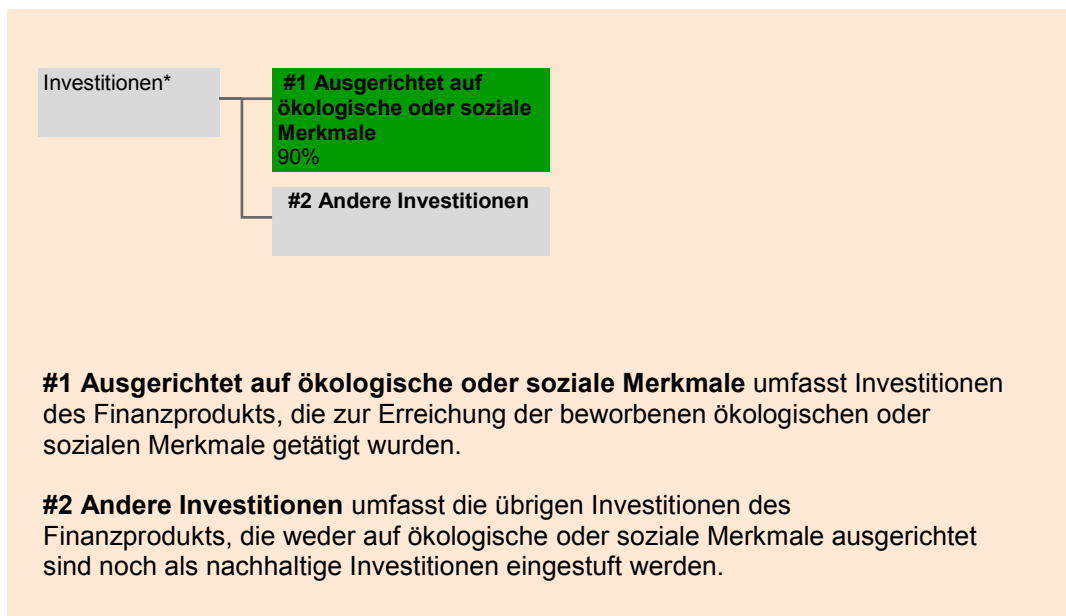 Investitionen*
#1 Ausgerichtet auf
ökologische oder soziale
Merkmale
90%
#2 Andere Investitionen
#1 Ausgerichtet auf ökologische oder soziale Merkmale umfasst Investitionen
des Finanzprodukts, die zur Erreichung der beworbenen ökologischen oder
sozialen Merkmale getätigt wurden.
#2 Andere Investitionen umfasst die übrigen Investitionen des
Finanzprodukts, die weder auf ökologische oder soziale Merkmale ausgerichtet
sind noch als nachhaltige Investitionen eingestuft werden.